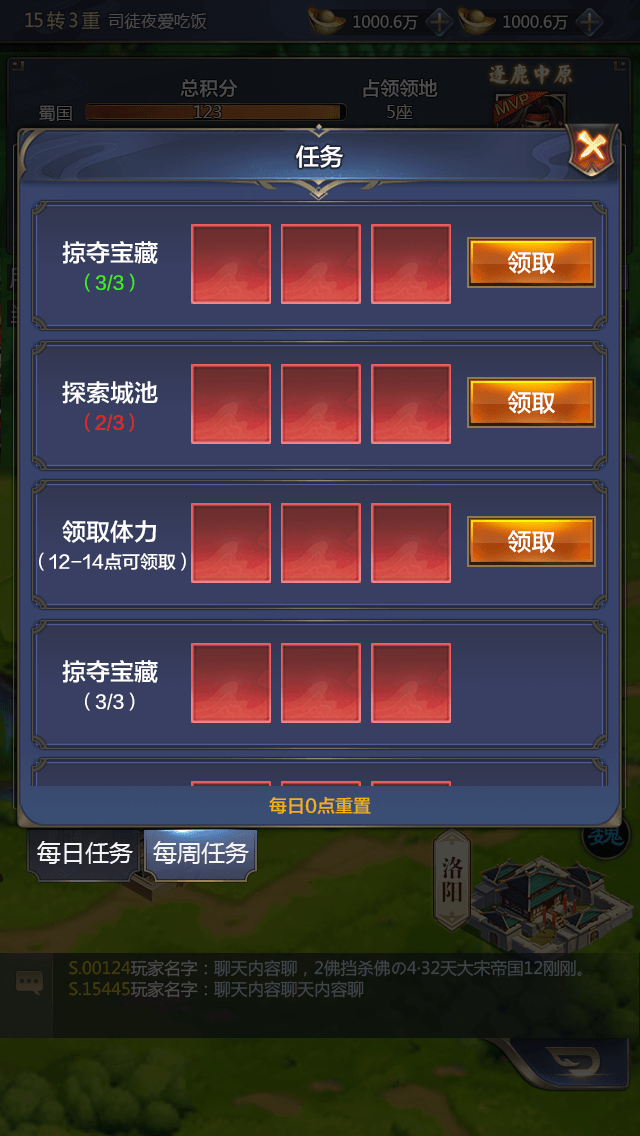 15转3重 司徒夜爱吃饭
1000.6万
1000.6万
逐鹿中原
总积分
占领领地
蜀国
123
5座
MVP
任务
掠夺宝藏
(3/3)
领取
探索城池
(2/3)
领取
领取体力
(12-14点可领取)
领取
掠夺宝藏
(3/3)
每日0点重置
每日任务
每周任务
魏
洛阳
S.00124玩家名字：聊天内容聊，2佛挡杀佛の4·32天大宋帝国12刚刚。
S.15445玩家名字：聊天内容聊天内容聊